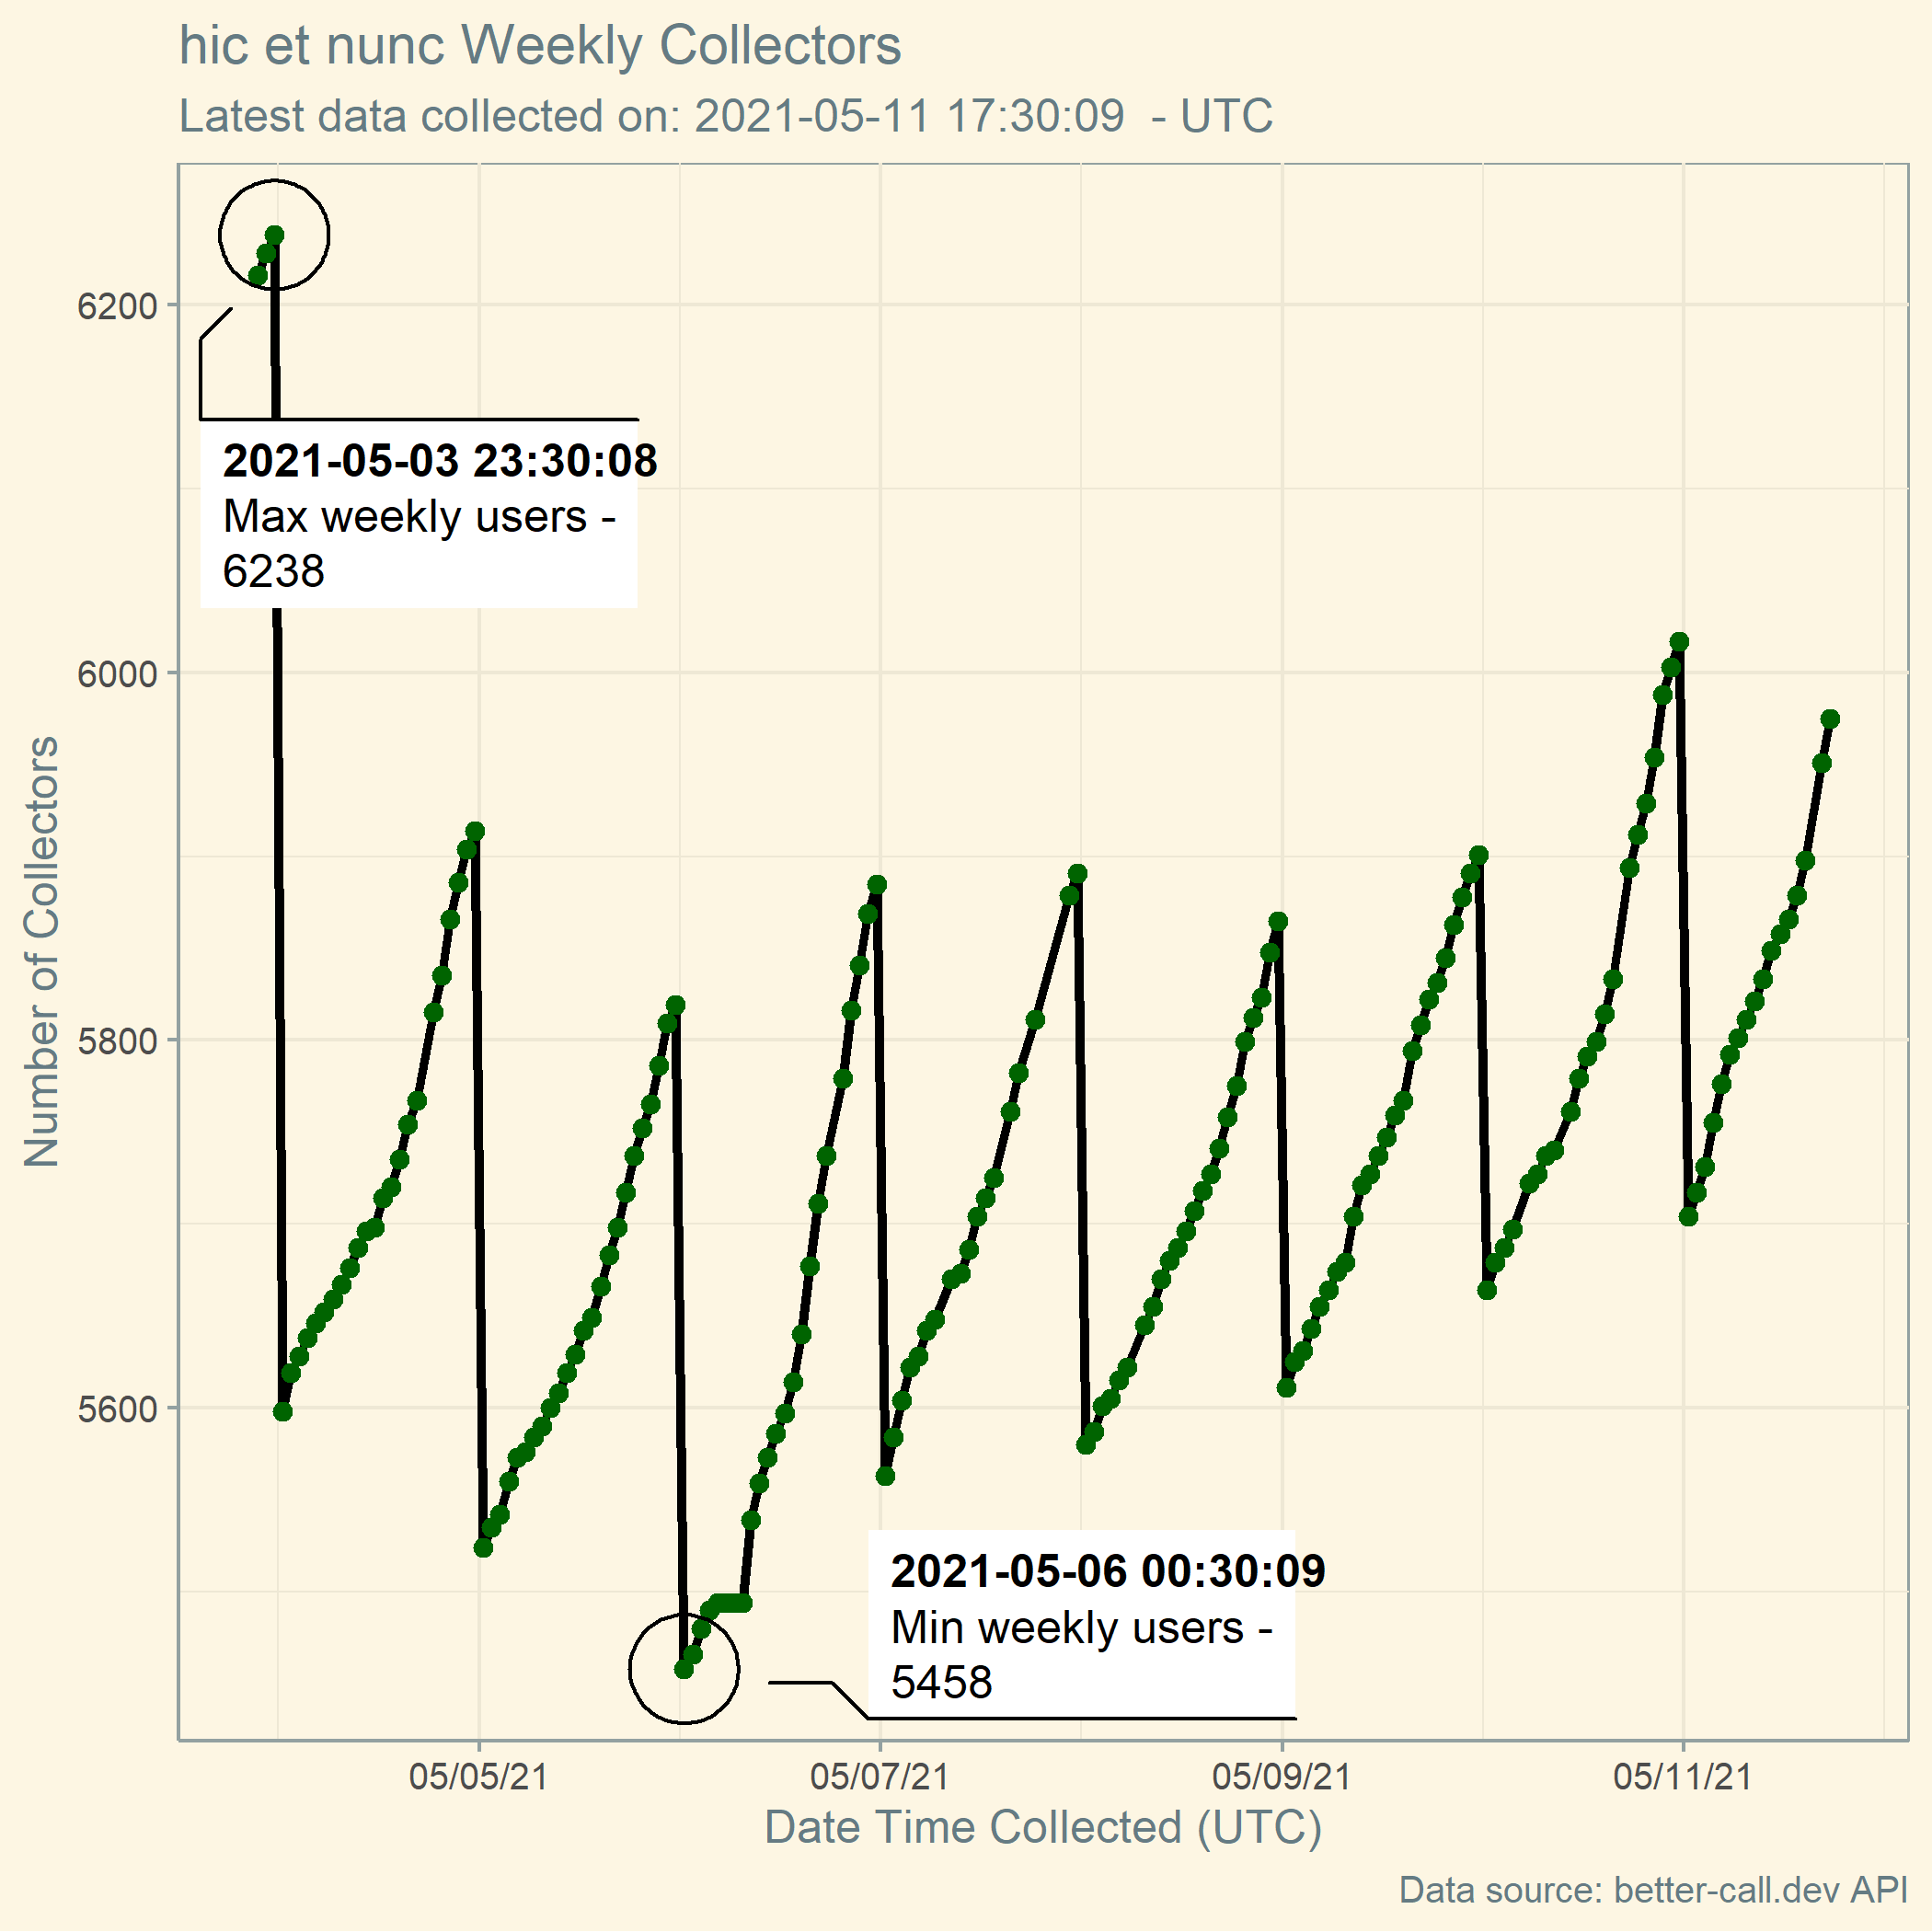 hic et nunc Weekly Collectors
Latest data collected on: 2021-05-11 17:30:09  - UTC
Number of Collectors
6200
6000
5800
5600
2021-05-03 23:30:08
Max weekly users -
6238
2021-05-06 00:30:09
Min weekly users -
5458
05/05/21
05/07/21
05/09/21
05/11/21
Date Time Collected (UTC)
Data source: better-call.dev API